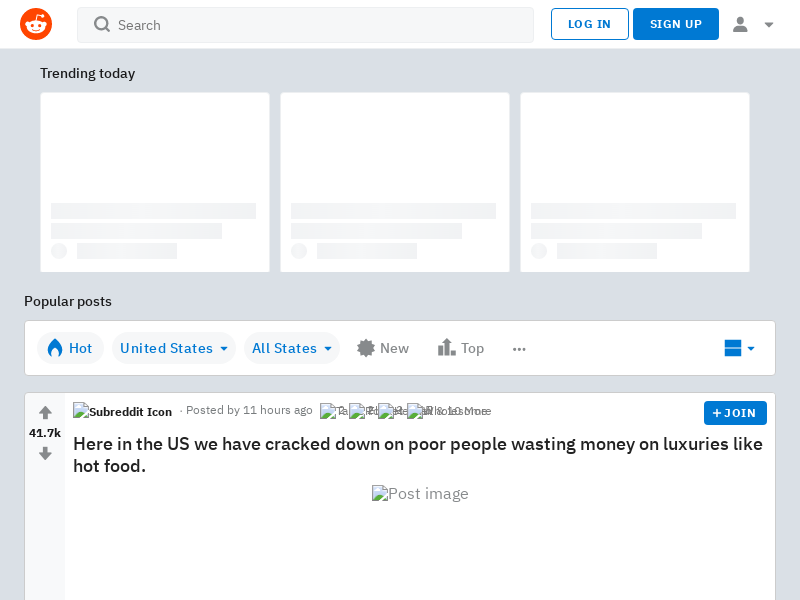 Search
LOG IN
SIGN UP
Trending today
Popular posts
Hot
United States
All States
New
Top
Subreddit Icon
· Posted by 11 hours ago
& 10 More
JOIN
41.7k
Here in the US we have cracked down on poor people wasting money on luxuries like
hot food.
Post image